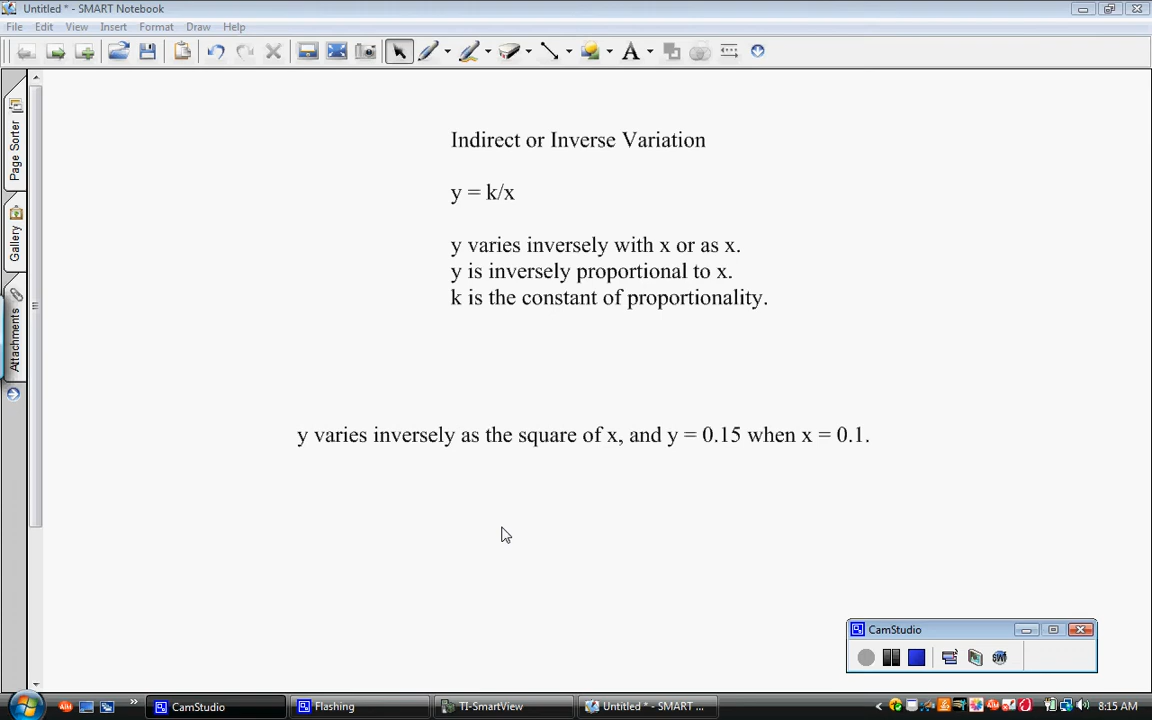 Untitled * - SMART Notebook
File Edit View Insert Format Draw Help
Page Sorter
Gallery
Attachments
Indirect or Inverse Variation
y = k/x
y varies inversely with x or as x.
y is inversely proportional to x.
k is the constant of proportionality.
y varies inversely as the square of x, and y = 0.15 when x = 0.1.
CamStudio
CamStudio Flashing TI-SmartView Untitled * - SMART ... 8:15 AM